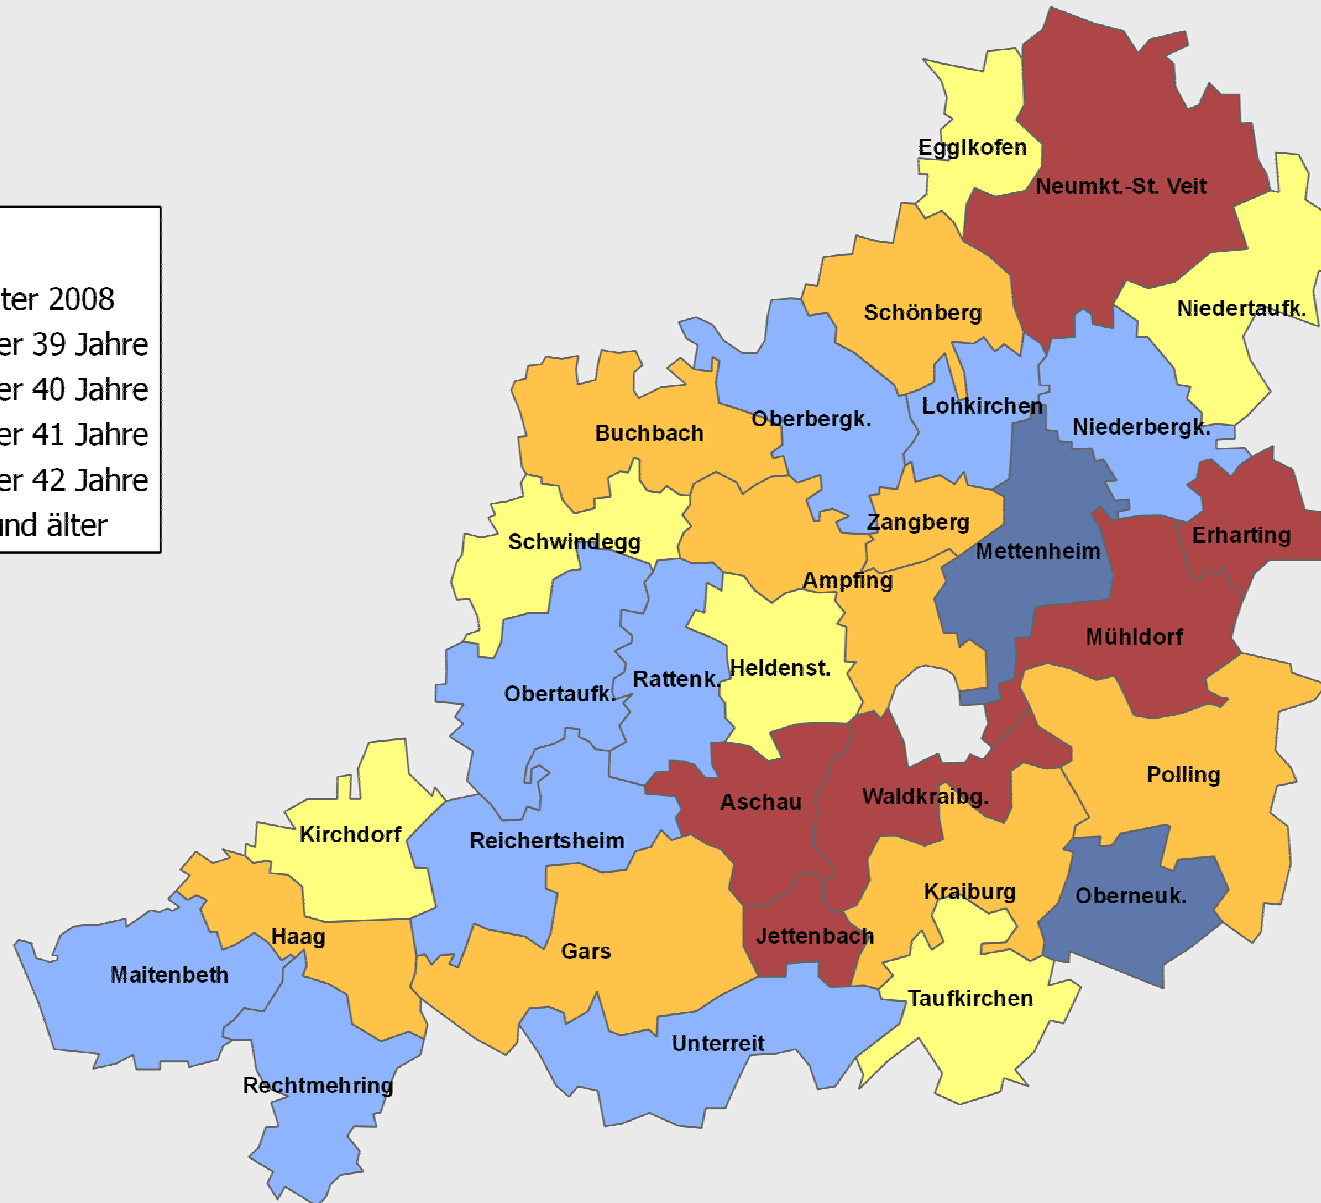 ter 2008
er 39 Jahre
er 40 Jahre
er 41 Jahre
er 42 Jahre
und älter
Egglkofen
Neumkt.-St. Veit
Niedertaufk.
Schönberg
Lohkirchen
Oberbergk.
Niederbergk.
Buchbach
Zangberg
Erharting
Schwindegg
Mettenheim
Ampfing
Mühldorf
Heldenst.
Rattenk.
Obertaufk.
Polling
Waldkraibg.
Aschau
Kirchdorf
Reichertsheim
Kraiburg
Oberneuk.
Haag
Jettenbach
Gars
Maitenbeth
Taufkirchen
Unterreit
Rechtmehring